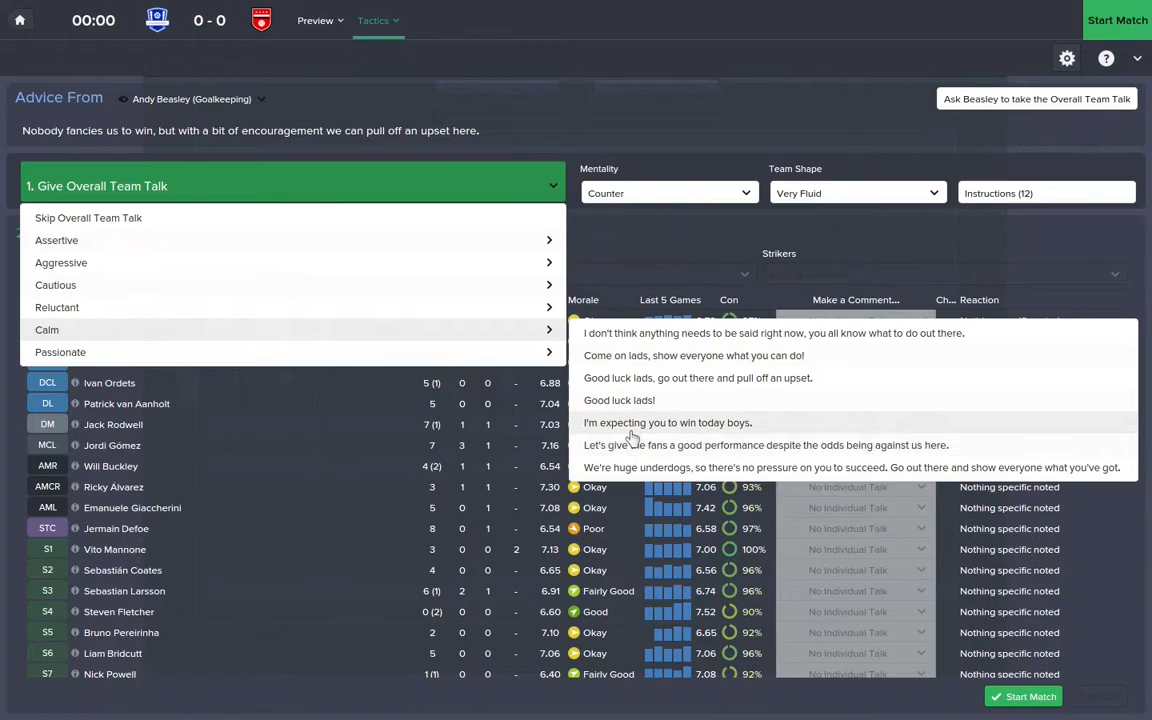 00:00 0 - 0 Preview Tactics Start Match
Advice From Andy Beasley (Goalkeeping) Ask Beasley to take the Overall Team Talk
Nobody fancies us to win, but with a bit of encouragement we can pull off an upset here.
Mentality Team Shape
1. Give Overall Team Talk Counter Very Fluid Instructions (12)
Skip Overall Team Talk
Assertive
Aggressive
Cautious
Reluctant
Calm
Passionate
Strikers
Morale Last 5 Games Con Make a Comment... Ch... Reaction
I don't think anything needs to be said right now, you all know what to do out there.
Come on lads, show everyone what you can do!
Good luck lads, go out there and pull off an upset.
Good luck lads!
I'm expecting you to win today boys.
Let's give the fans a good performance despite the odds being against us here.
We're huge underdogs, so there's no pressure on you to succeed. Go out there and show everyone what you've got.
DCL Ivan Ordets 5 (1) 0 0 - 6.88
DL Patrick van Aanholt 5 0 0 - 7.04
DM Jack Rodwell 7 (1) 1 1 - 7.03
MCL Jordi Gómez 7 3 1 - 7.16
AMR Will Buckley 4 (2) 1 1 - 6.54
AMCR Ricky Álvarez 3 1 1 - 7.30 Okay 7.06 93% No Individual Talk Nothing specific noted
AML Emanuele Giaccherini 5 0 1 - 7.08 Okay 7.42 96% No Individual Talk Nothing specific noted
STC Jermain Defoe 8 0 1 - 6.54 Poor 6.58 97% No Individual Talk Nothing specific noted
S1 Vito Mannone 3 0 0 2 7.13 Okay 7.00 100% No Individual Talk Nothing specific noted
S2 Sebastián Coates 4 0 0 - 6.65 Okay 6.56 96% No Individual Talk Nothing specific noted
S3 Sebastian Larsson 6 (1) 2 1 - 6.91 Fairly Good 6.74 96% No Individual Talk Nothing specific noted
S4 Steven Fletcher 0 (2) 0 0 - 6.60 Good 7.52 90% No Individual Talk Nothing specific noted
S5 Bruno Pereirinha 2 0 0 - 7.10 Okay 6.65 92% No Individual Talk Nothing specific noted
S6 Liam Bridcutt 5 0 0 - 7.06 Okay 7.06 96% No Individual Talk Nothing specific noted
S7 Nick Powell 1 (1) 0 0 - 6.40 Fairly Good 7.08 92% No Individual Talk Nothing specific noted
Start Match